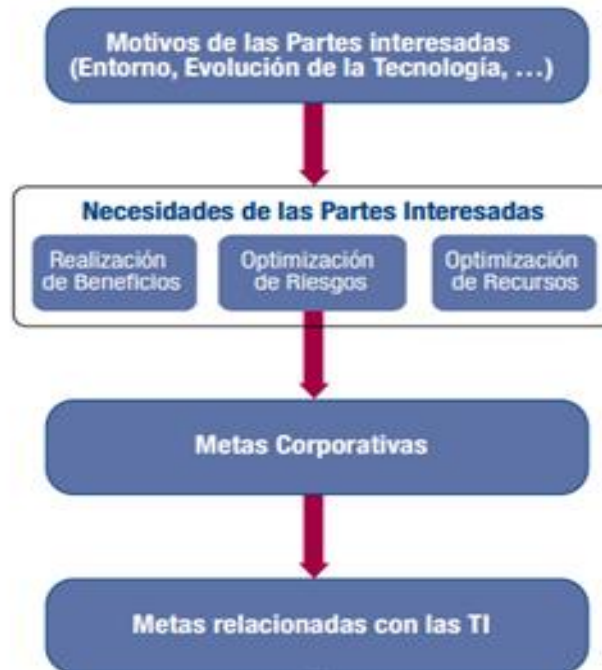 Motivos de las Partes interesadas
(Entorno, Evolución de la Tecnología, …)
Necesidades de las Partes Interesadas
Realización
de Beneficios
Optimización
de Riesgos
Optimización
de Recursos
Metas Corporativas
Metas relacionadas con las TI